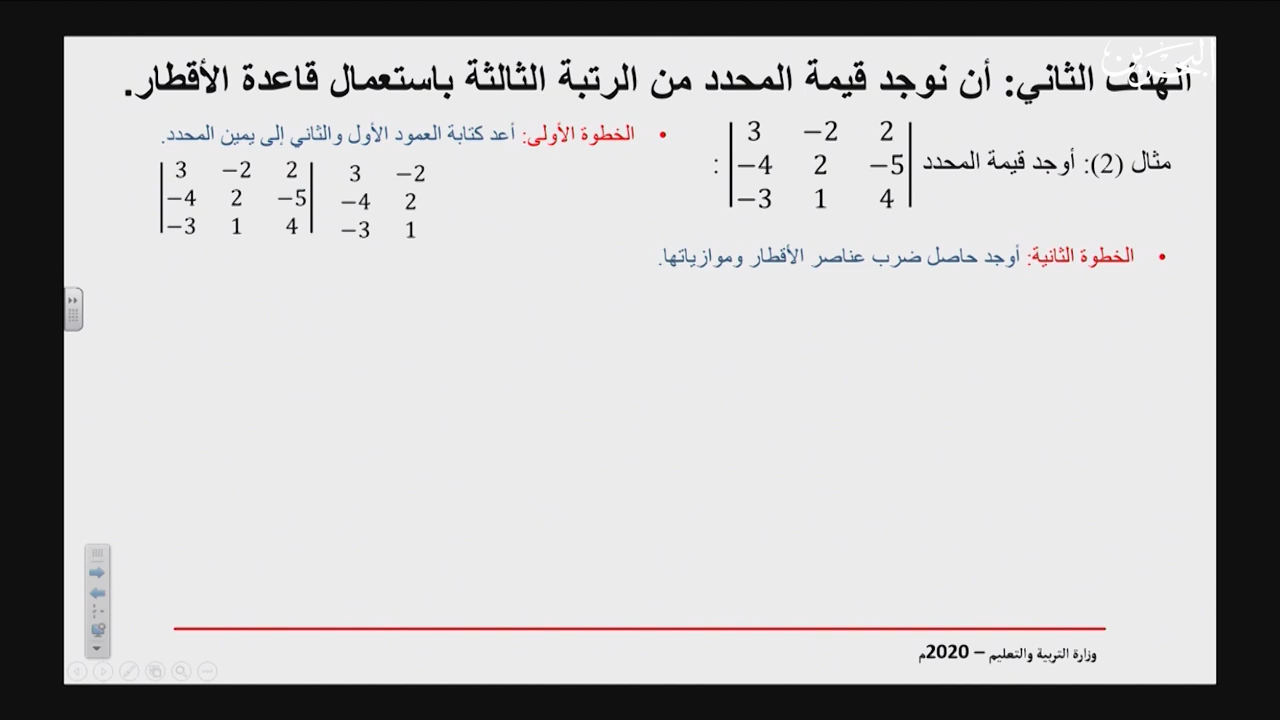 البحرين
الهدف الثاني: أن نوجد قيمة المحدد من الرتبة الثالثة باستعمال قاعدة الأقطار.
مثال (2): أوجد قيمة المحدد |3 −2 2| :
|−4 2 −5|
|−3 1 4|
• الخطوة الأولى: أعد كتابة العمود الأول والثاني إلى يمين المحدد.
|3 −2 2| 3 −2
|−4 2 −5| −4 2
|−3 1 4| −3 1
• الخطوة الثانية: أوجد حاصل ضرب عناصر الأقطار وموازياتها.
وزارة التربية والتعليم – 2020م